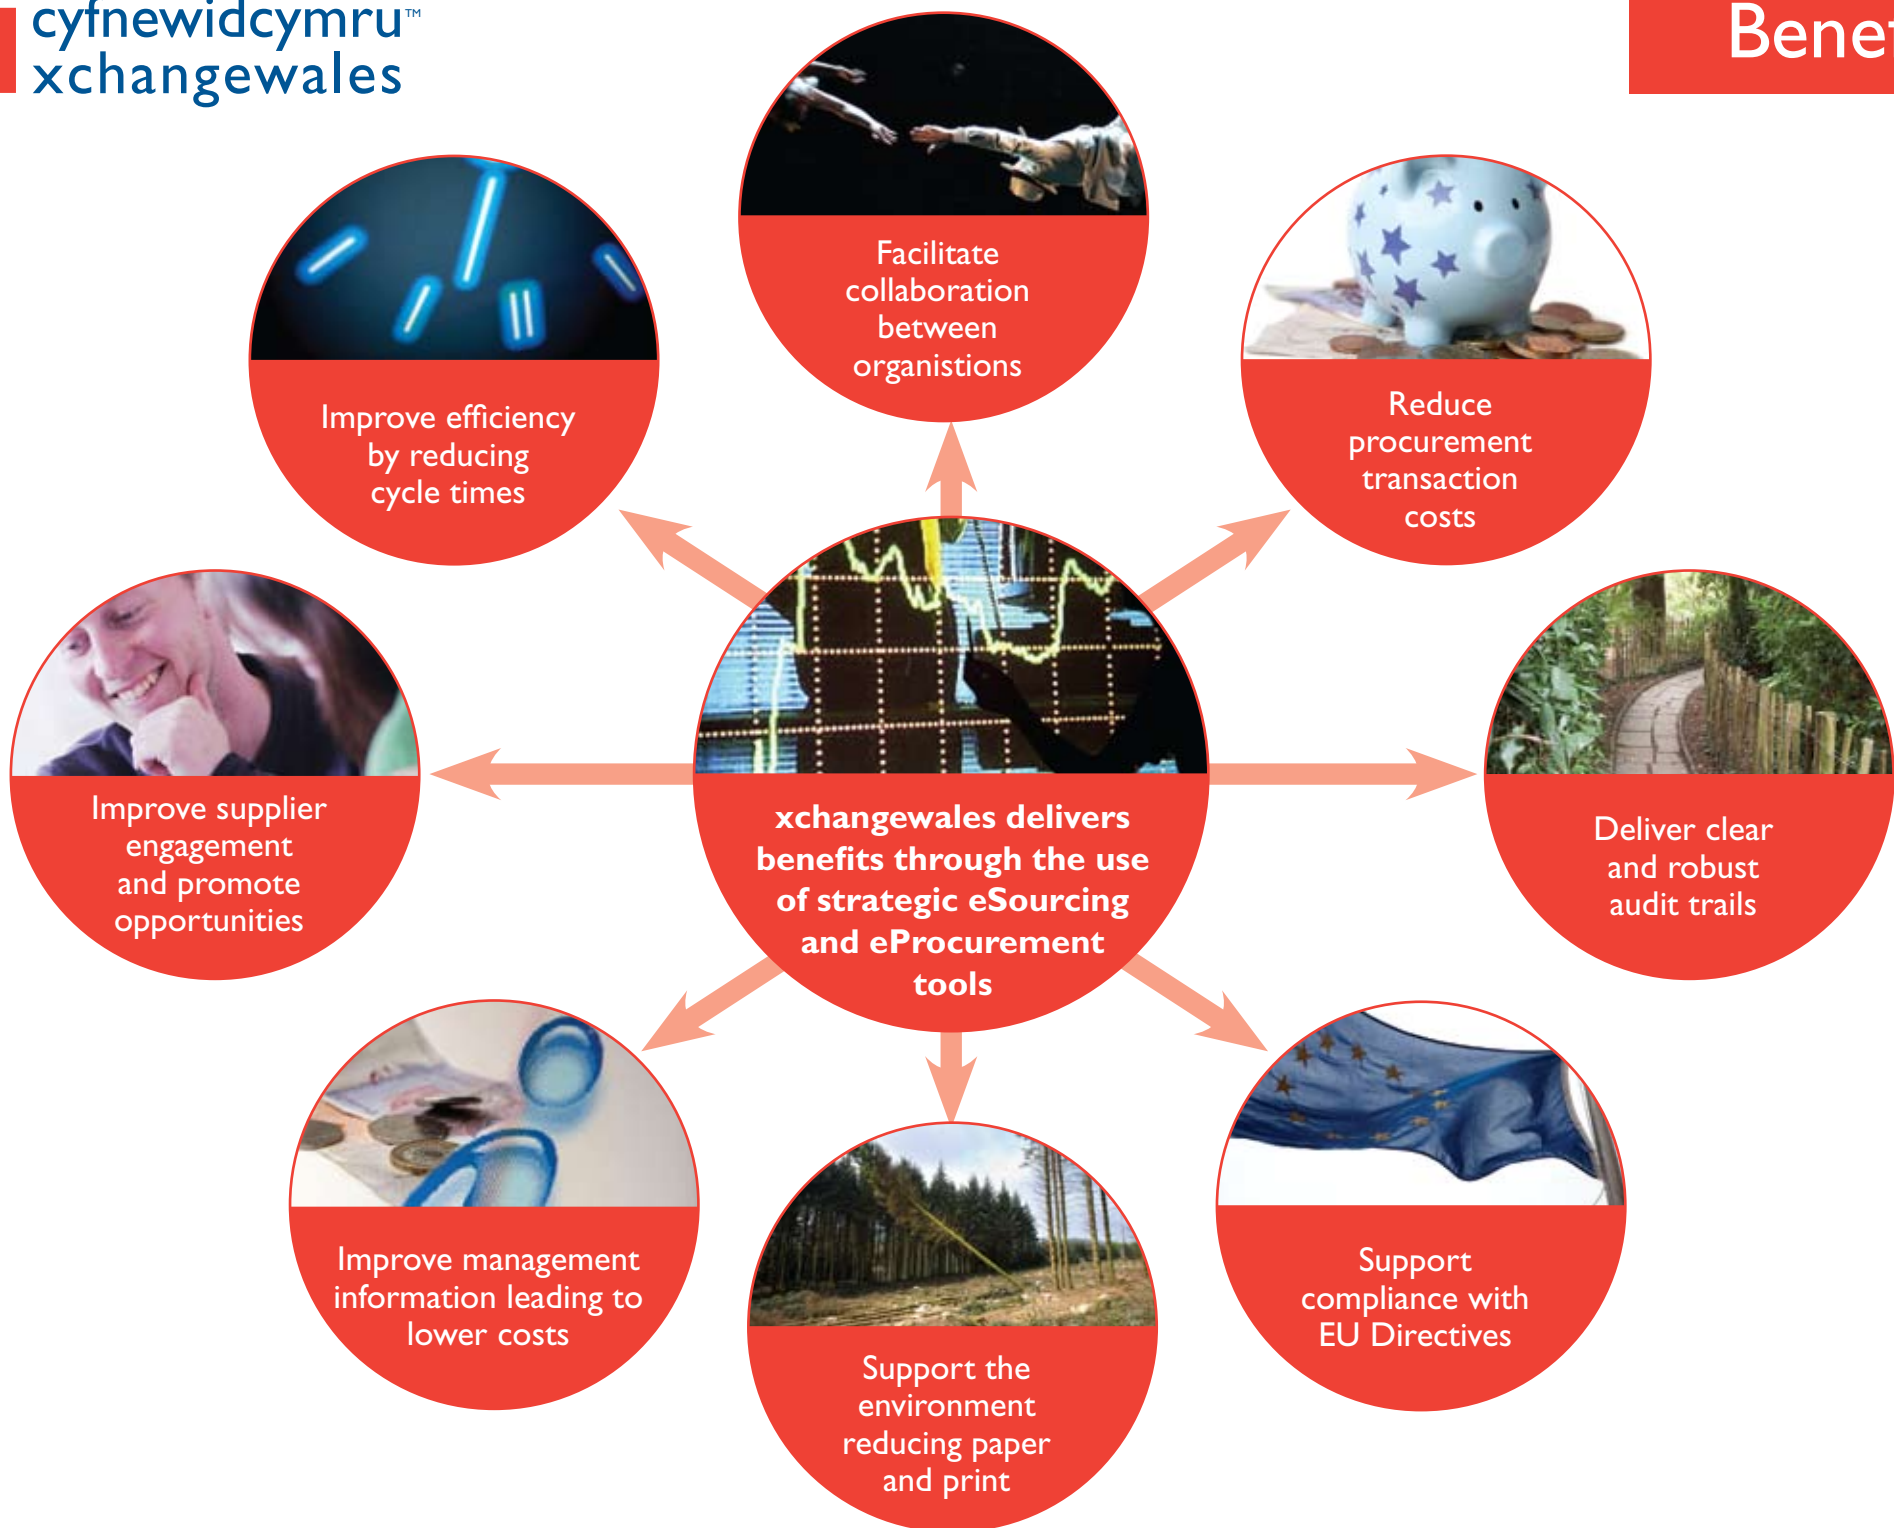 cyfnewidcymru™
xchangewales
Facilitate
collaboration
between
organistions
Improve efficiency
by reducing
cycle times
Reduce
procurement
transaction
costs
Improve supplier
engagement
and promote
opportunities
xchangewales delivers
benefits through the use
of strategic eSourcing
and eProcurement
tools
Deliver clear
and robust
audit trails
Improve management
information leading to
lower costs
Support the
environment
reducing paper
and print
Support
compliance with
EU Directives